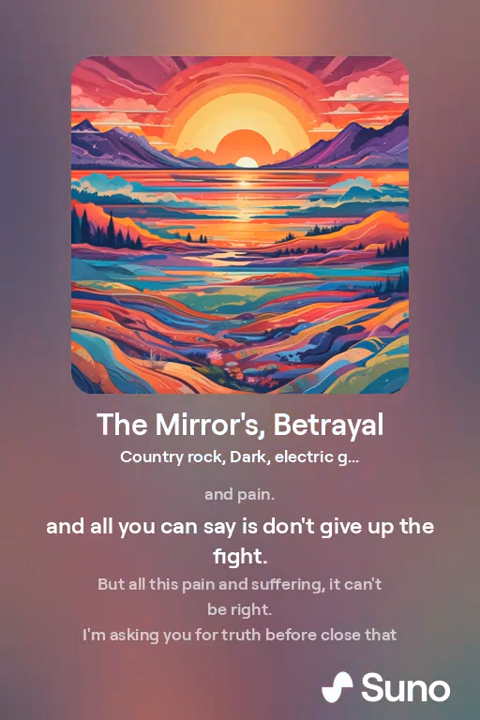 The Mirror's, Betrayal
Country rock, Dark, electric g...
and pain.
and all you can say is don't give up the
fight.
But all this pain and suffering, it can't
be right.
I'm asking you for truth before close that
Suno